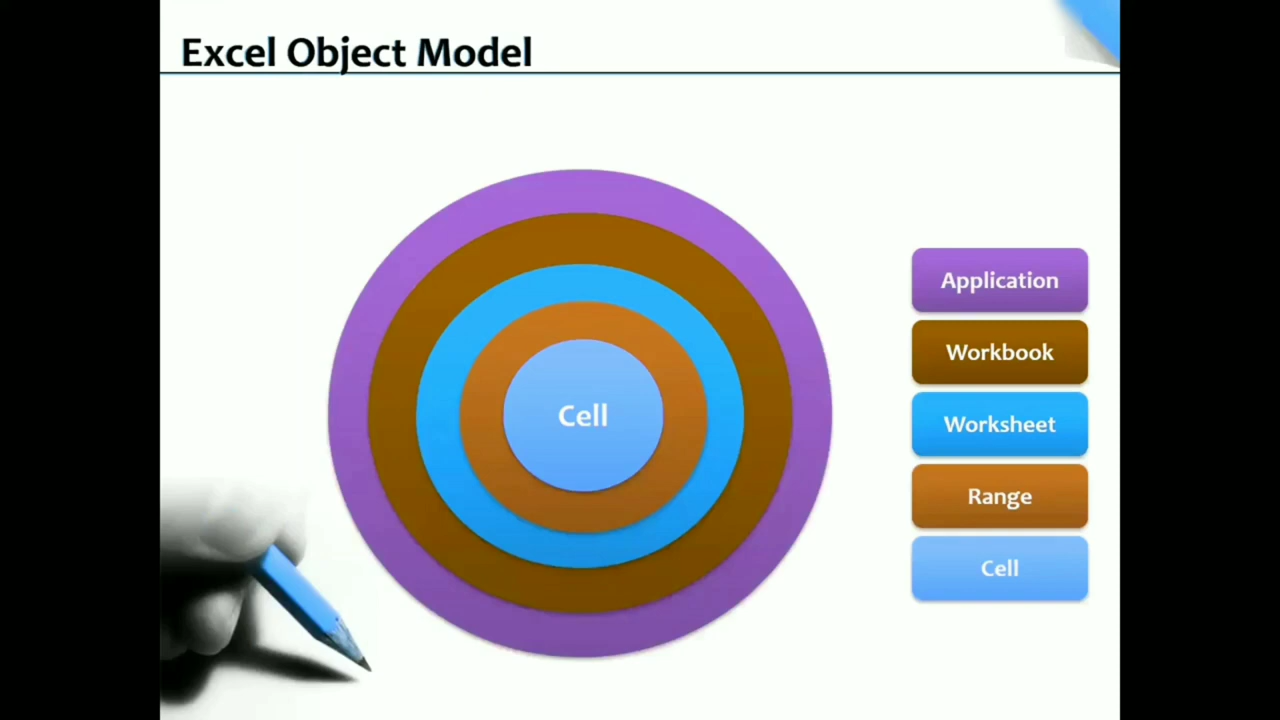 Excel Object Model
Cell
Application
Workbook
Worksheet
Range
Cell